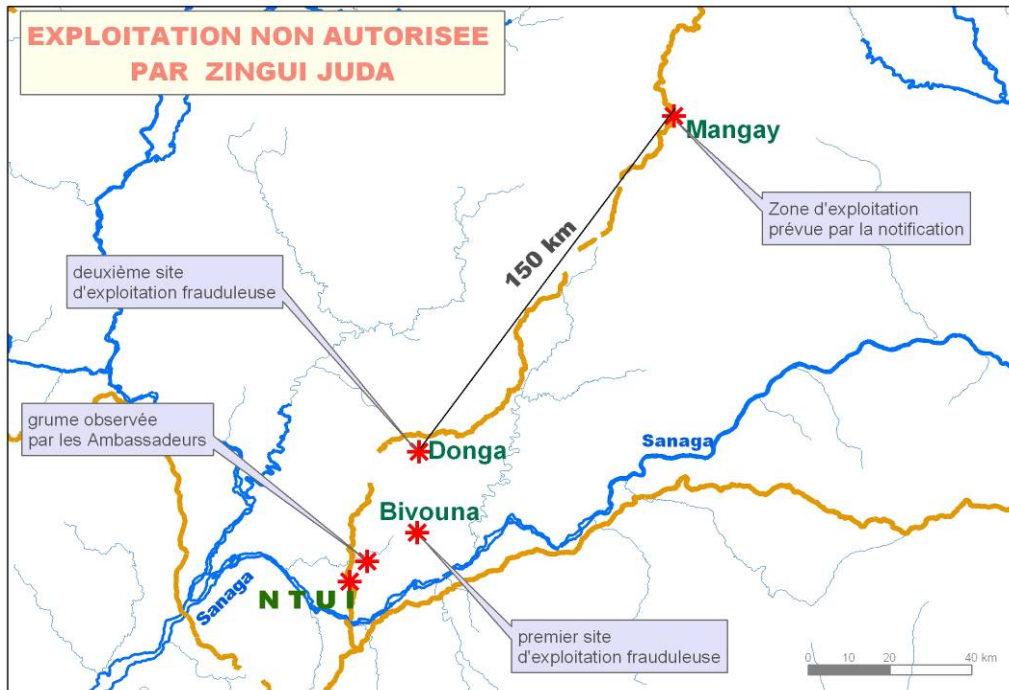 EXPLOITATION NON AUTORISEE
PAR ZINGUI JUDA
Mangay
Zone d'exploitation
prévue par la notification
150 km
deuxième site
d'exploitation frauduleuse
grume observée
par les Ambassadeurs
Donga
Sanaga
Bivouna
Sanaga
NTUI
premier site
d'exploitation frauduleuse
0 10 20 40 km